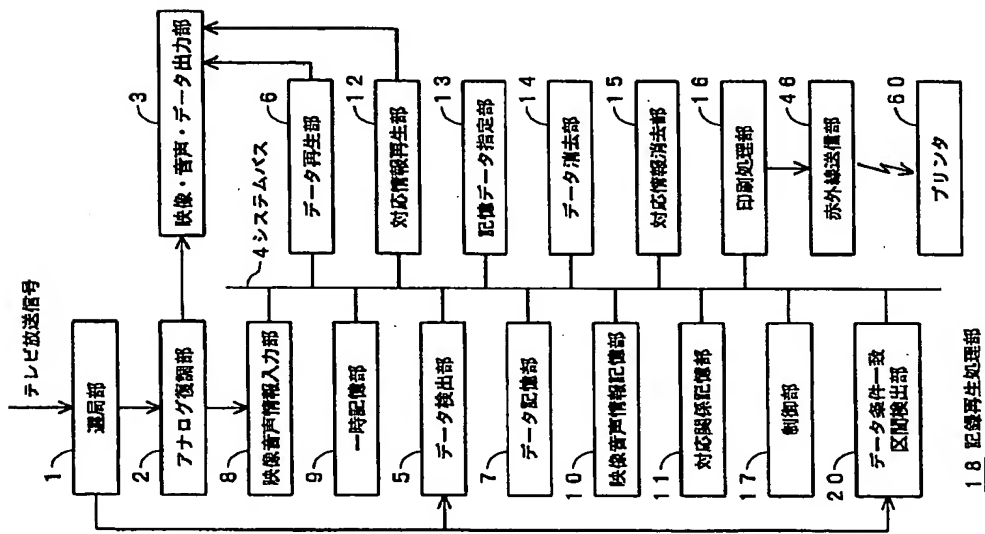 テレビ放送信号
1
選局部
2
アナログ復調部
3
映像・音声・データ出力部
4 システムバス
8
映像音声情報入力部
9
一時記憶部
5
データ検出部
7
データ記憶部
10
映像音声情報記憶部
11
対応関係記憶部
17
制御部
20
データ条件一致
区間検出部
6
データ再生部
12
対応情報再生部
13
記憶データ指定部
14
データ消去部
15
対応情報消去部
16
印刷処理部
46
赤外線送信部
60
プリンタ
18 記録再生処理部